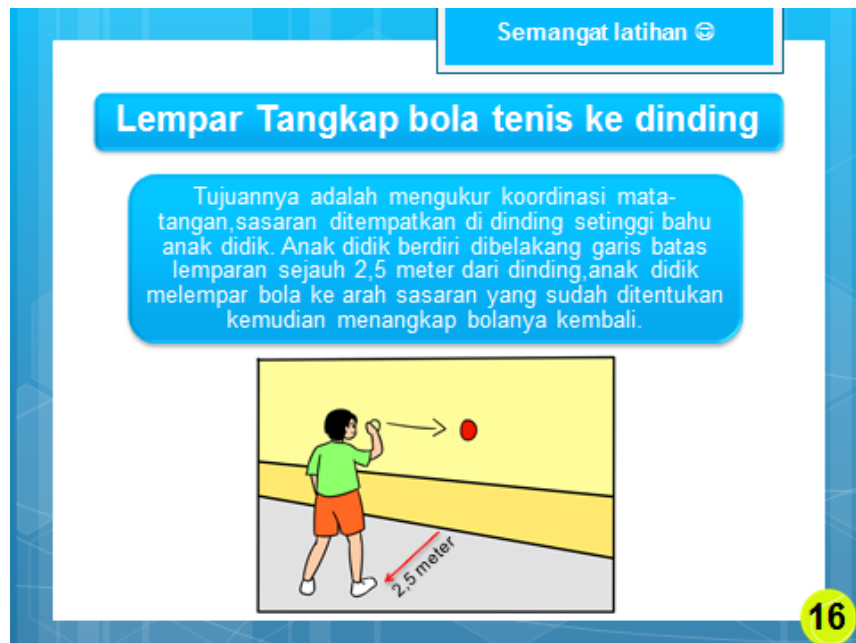 Semangat latihan 😊
Lempar Tangkap bola tenis ke dinding
Tujuannya adalah mengukur koordinasi mata-
tangan,sasaran ditempatkan di dinding setinggi bahu
anak didik. Anak didik berdiri dibelakang garis batas
lemparan sejauh 2,5 meter dari dinding,anak didik
melempar bola ke arah sasaran yang sudah ditentukan
kemudian menangkap bolanya kembali.
2,5 meter
16